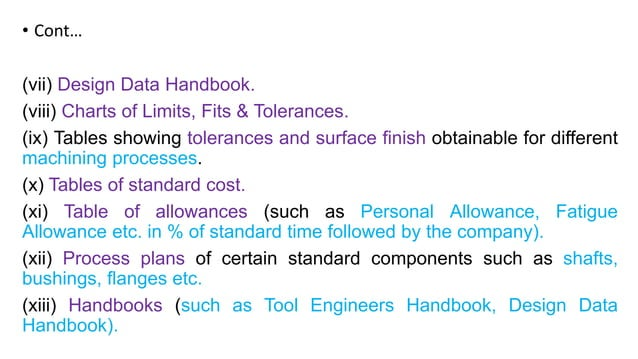 • Cont…
(vii) Design Data Handbook.
(viii) Charts of Limits, Fits & Tolerances.
(ix) Tables showing tolerances and surface finish obtainable for different
machining processes.
(x) Tables of standard cost.
(xi) Table of allowances (such as Personal Allowance, Fatigue
Allowance etc. in % of standard time followed by the company).
(xii) Process plans of certain standard components such as shafts,
bushings, flanges etc.
(xiii) Handbooks (such as Tool Engineers Handbook, Design Data
Handbook).